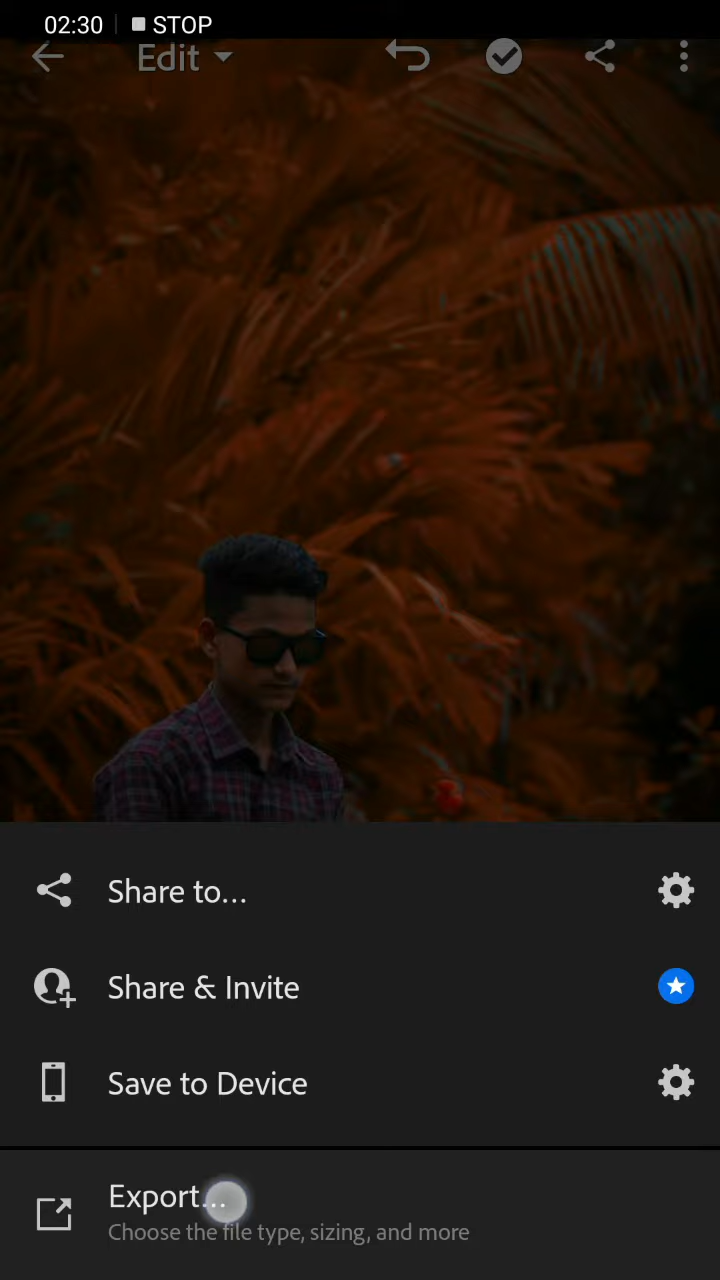 02:30 STOP
Edit
Share to...
Share & Invite
Save to Device
Export...
Choose the file type, sizing, and more